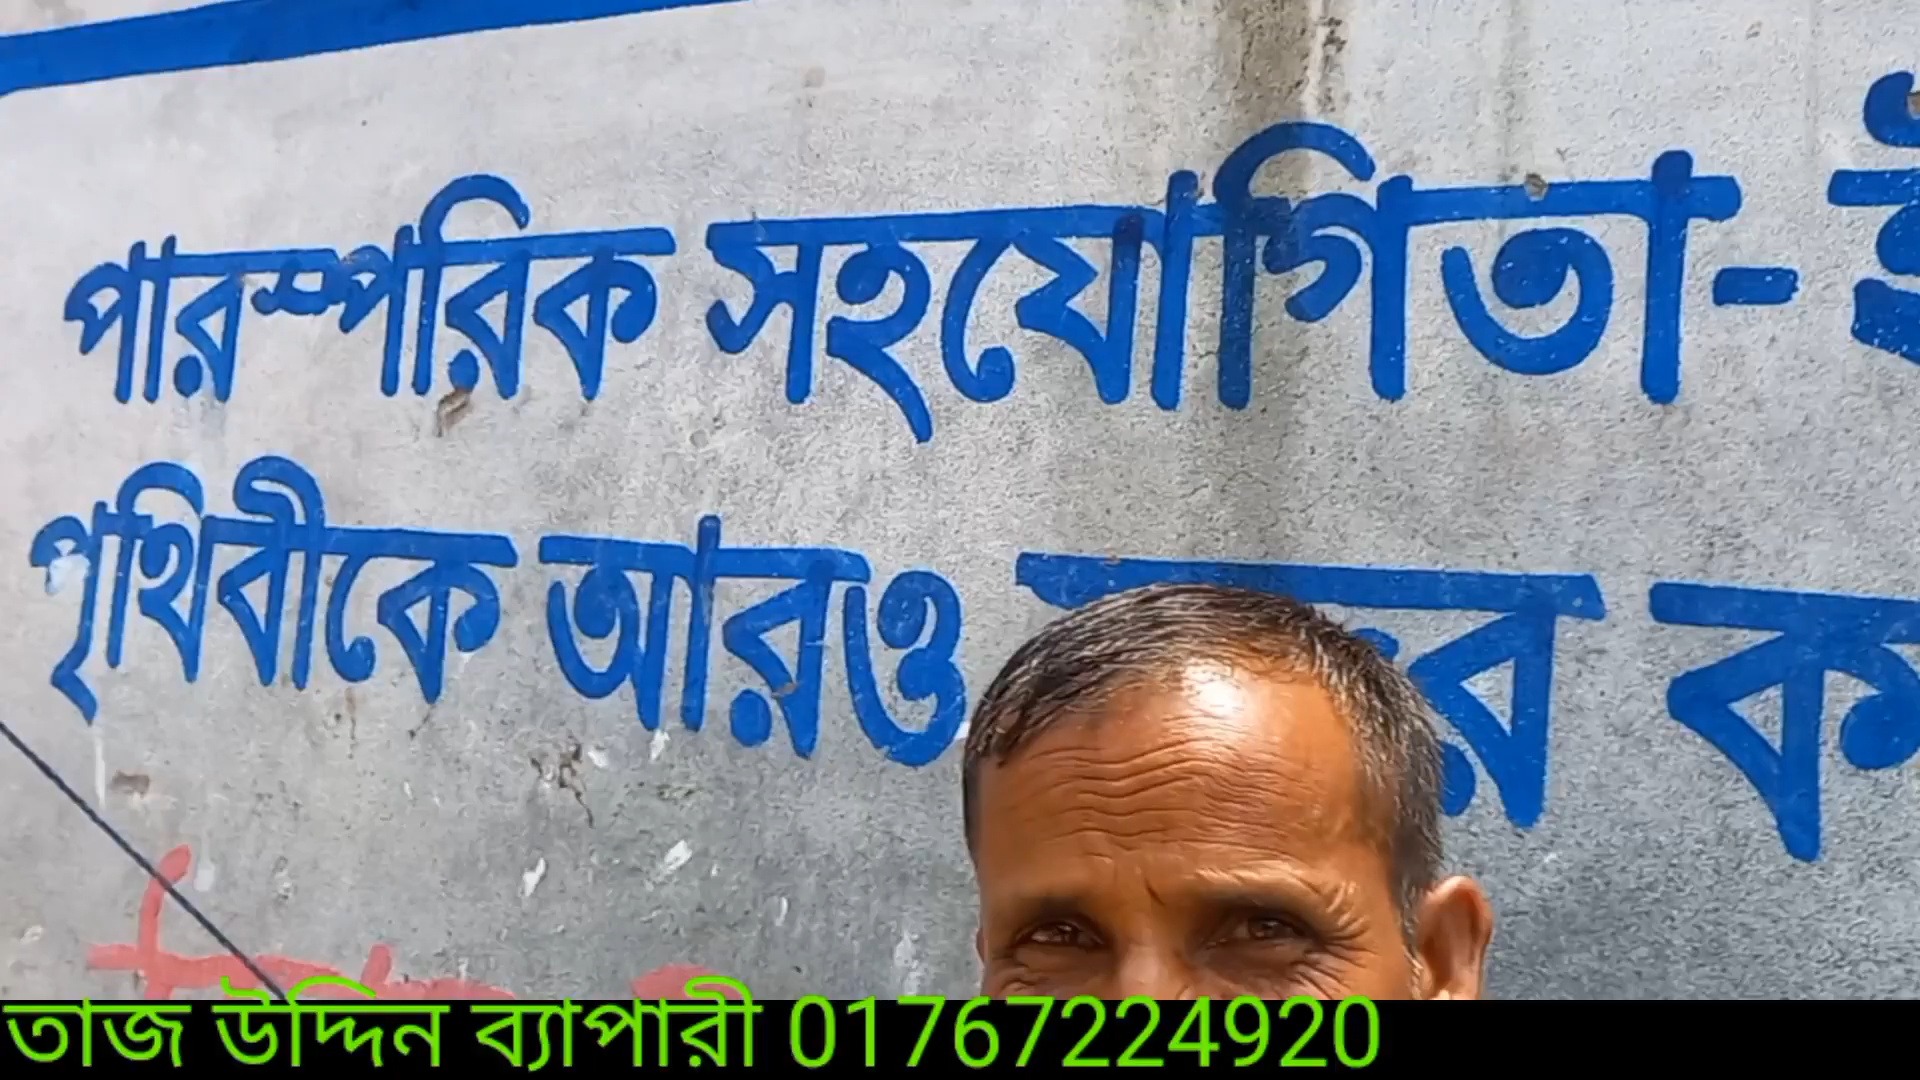 পারস্পরিক সহযোগিতা-
পৃথিবীকে আরও
তাজ উদ্দিন ব্যাপারী 01767224920